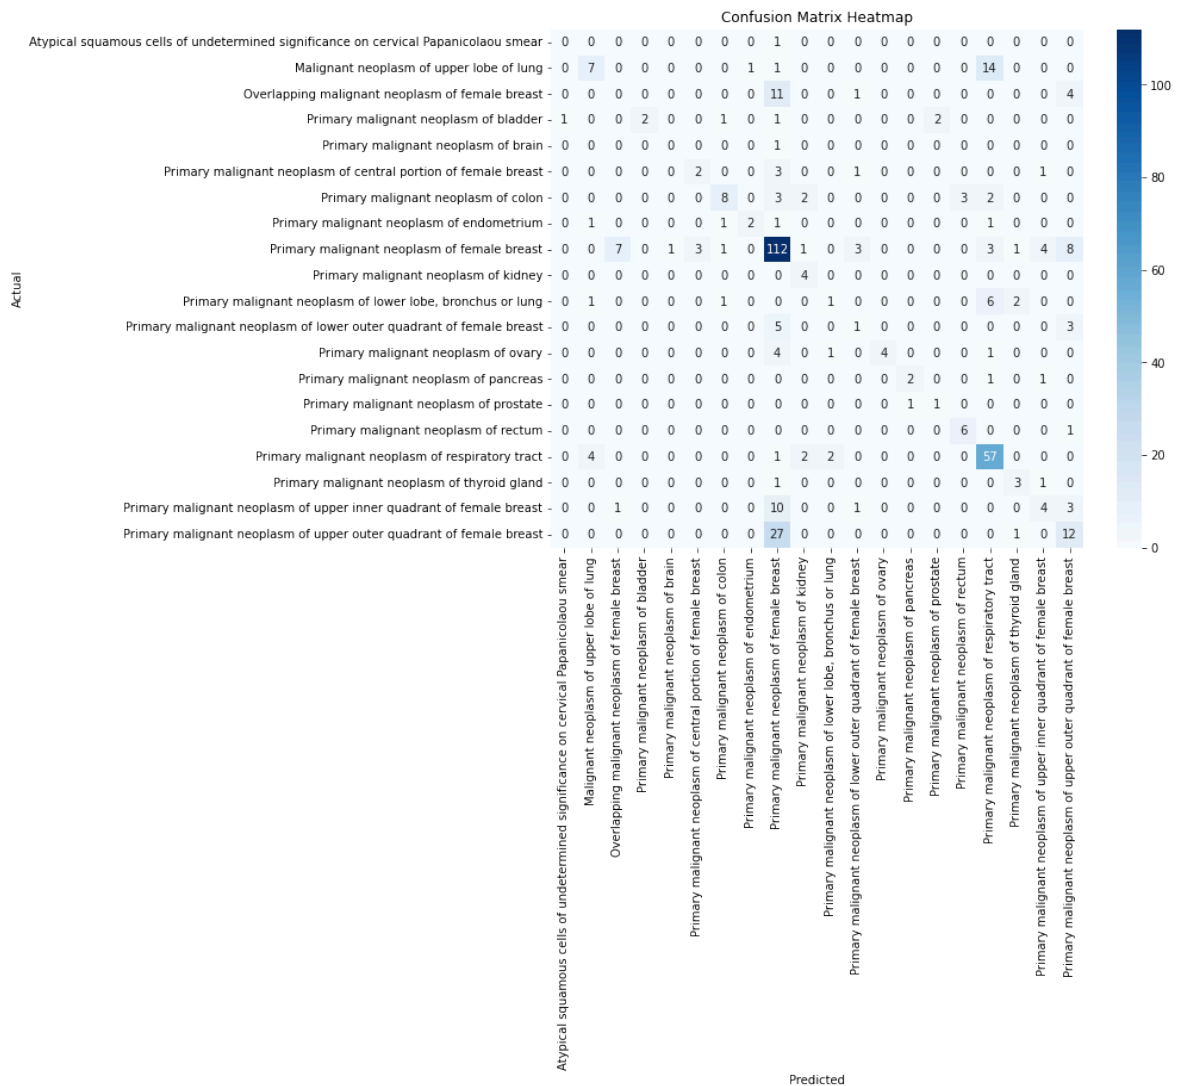 Confusion Matrix Heatmap
Atypical squamous cells of undetermined significance on cervical Papanicolaou smear 0 0 0 0 0 0 0 0 1 0 0 0 0 0 0 0 0 0 0 0
Malignant neoplasm of upper lobe of lung 0 7 0 0 0 0 0 1 1 0 0 0 0 0 0 0 14 0 0 0
Overlapping malignant neoplasm of female breast 0 0 0 0 0 0 0 0 11 0 0 1 0 0 0 0 0 0 0 4
Primary malignant neoplasm of bladder 1 0 0 2 0 0 1 0 1 0 0 0 0 0 2 0 0 0 0 0
Primary malignant neoplasm of brain 0 0 0 0 0 0 0 0 1 0 0 0 0 0 0 0 0 0 0 0
Primary malignant neoplasm of central portion of female breast 0 0 0 0 0 2 0 0 3 0 0 1 0 0 0 0 0 0 1 0
Primary malignant neoplasm of colon 0 0 0 0 0 0 8 0 3 2 0 0 0 0 0 3 2 0 0 0
Primary malignant neoplasm of endometrium 0 1 0 0 0 0 1 2 1 0 0 0 0 0 0 0 1 0 0 0
Primary malignant neoplasm of female breast 0 0 7 0 1 3 1 0 112 1 0 3 0 0 0 0 3 1 4 8
Primary malignant neoplasm of kidney 0 0 0 0 0 0 0 0 0 4 0 0 0 0 0 0 0 0 0 0
Primary malignant neoplasm of lower lobe, bronchus or lung 0 1 0 0 0 0 1 0 0 0 1 0 0 0 0 0 6 2 0 0
Primary malignant neoplasm of lower outer quadrant of female breast 0 0 0 0 0 0 0 0 5 0 0 1 0 0 0 0 0 0 0 3
Primary malignant neoplasm of ovary 0 0 0 0 0 0 0 0 4 0 1 0 4 0 0 0 1 0 0 0
Primary malignant neoplasm of pancreas 0 0 0 0 0 0 0 0 0 0 0 0 0 2 0 0 1 0 1 0
Primary malignant neoplasm of prostate 0 0 0 0 0 0 0 0 0 0 0 0 0 1 1 0 0 0 0 0
Primary malignant neoplasm of rectum 0 0 0 0 0 0 0 0 0 0 0 0 0 0 0 6 0 0 0 1
Primary malignant neoplasm of respiratory tract 0 4 0 0 0 0 0 0 1 2 2 0 0 0 0 0 57 0 0 0
Primary malignant neoplasm of thyroid gland 0 0 0 0 0 0 0 0 1 0 0 0 0 0 0 0 0 3 1 0
Primary malignant neoplasm of upper inner quadrant of female breast 0 0 1 0 0 0 0 0 10 0 0 1 0 0 0 0 0 0 4 3
Primary malignant neoplasm of upper outer quadrant of female breast 0 0 0 0 0 0 0 0 27 0 0 0 0 0 0 0 0 1 0 12
Actual
100
80
60
40
20
0
Atypical squamous cells of undetermined significance on cervical Papanicolaou smear
Malignant neoplasm of upper lobe of lung
Overlapping malignant neoplasm of female breast
Primary malignant neoplasm of bladder
Primary malignant neoplasm of brain
Primary malignant neoplasm of central portion of female breast
Primary malignant neoplasm of colon
Primary malignant neoplasm of endometrium
Primary malignant neoplasm of female breast
Primary malignant neoplasm of kidney
Primary malignant neoplasm of lower lobe, bronchus or lung
Primary malignant neoplasm of lower outer quadrant of female breast
Primary malignant neoplasm of ovary
Primary malignant neoplasm of pancreas
Primary malignant neoplasm of prostate
Primary malignant neoplasm of rectum
Primary malignant neoplasm of respiratory tract
Primary malignant neoplasm of thyroid gland
Primary malignant neoplasm of upper inner quadrant of female breast
Primary malignant neoplasm of upper outer quadrant of female breast
Predicted